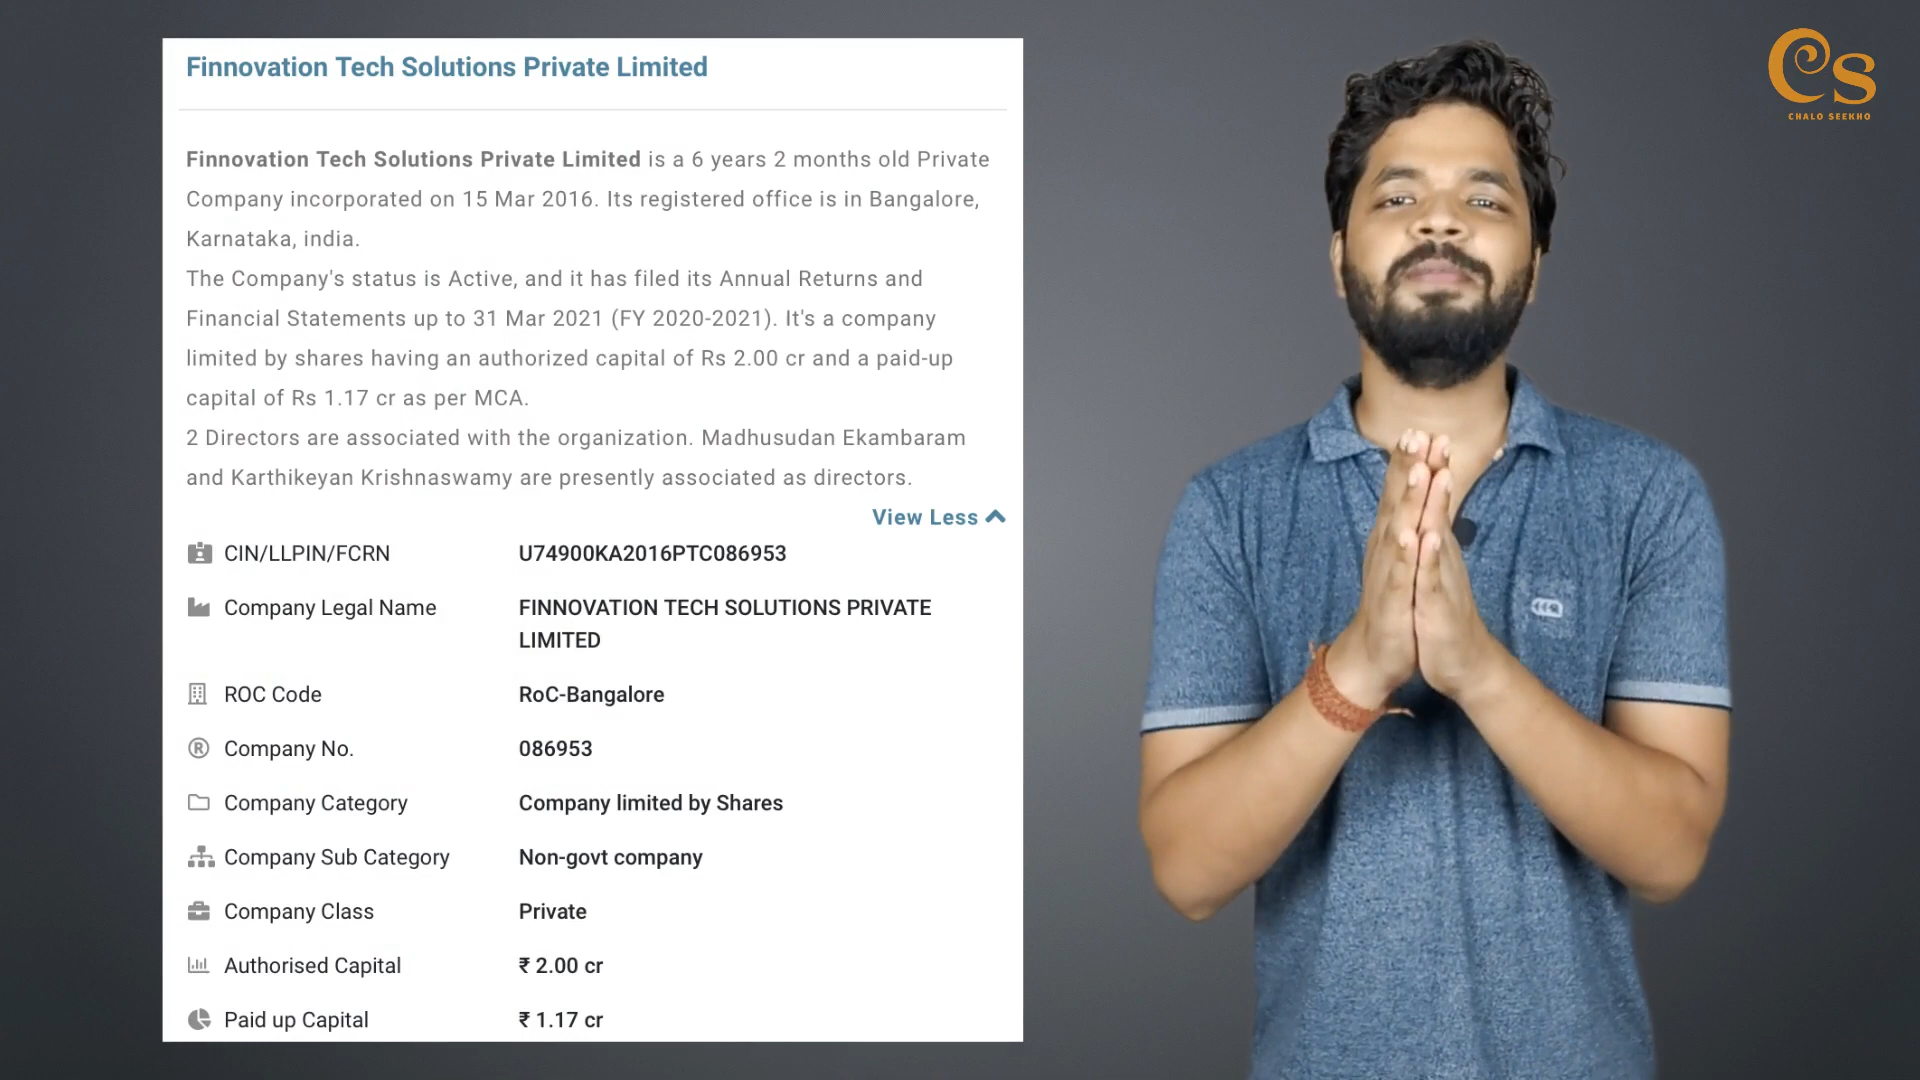 Finnovation Tech Solutions Private Limited
Finnovation Tech Solutions Private Limited is a 6 years 2 months old Private
Company incorporated on 15 Mar 2016. Its registered office is in Bangalore,
Karnataka, india.
The Company's status is Active, and it has filed its Annual Returns and
Financial Statements up to 31 Mar 2021 (FY 2020-2021). It's a company
limited by shares having an authorized capital of Rs 2.00 cr and a paid-up
capital of Rs 1.17 cr as per MCA.
2 Directors are associated with the organization. Madhusudan Ekambaram
and Karthikeyan Krishnaswamy are presently associated as directors.
View Less
CIN/LLPIN/FCRN U74900KA2016PTC086953
Company Legal Name FINNOVATION TECH SOLUTIONS PRIVATE
LIMITED
ROC Code RoC-Bangalore
Company No. 086953
Company Category Company limited by Shares
Company Sub Category Non-govt company
Company Class Private
Authorised Capital ₹ 2.00 cr
Paid up Capital ₹ 1.17 cr
CS
CHALO SEEKHO